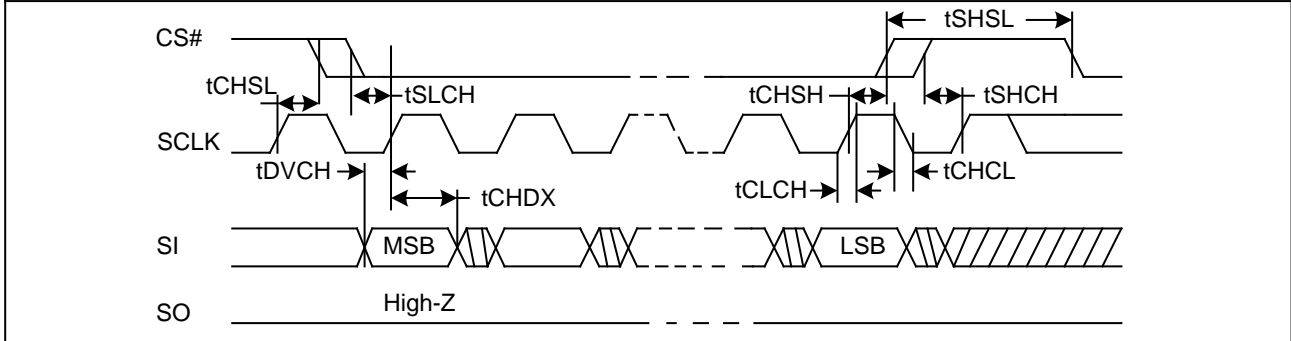 CS#
tSHSL
tCHSL
tSLCH
tCHSH
tSHCH
SCLK
tDVCH
tCHDX
tCLCH
tCHCL
SI
MSB
LSB
SO
High-Z